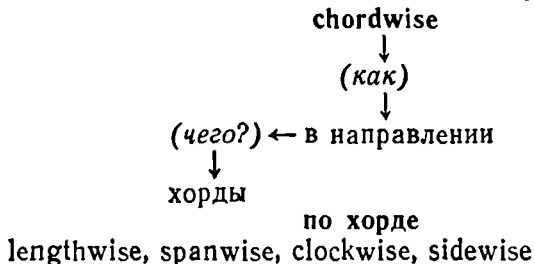 chordwise
↓
(как)
↓
(чего?) ← в направлении
↓
хорды
по хорде
lengthwise, spanwise, clockwise, sidewise